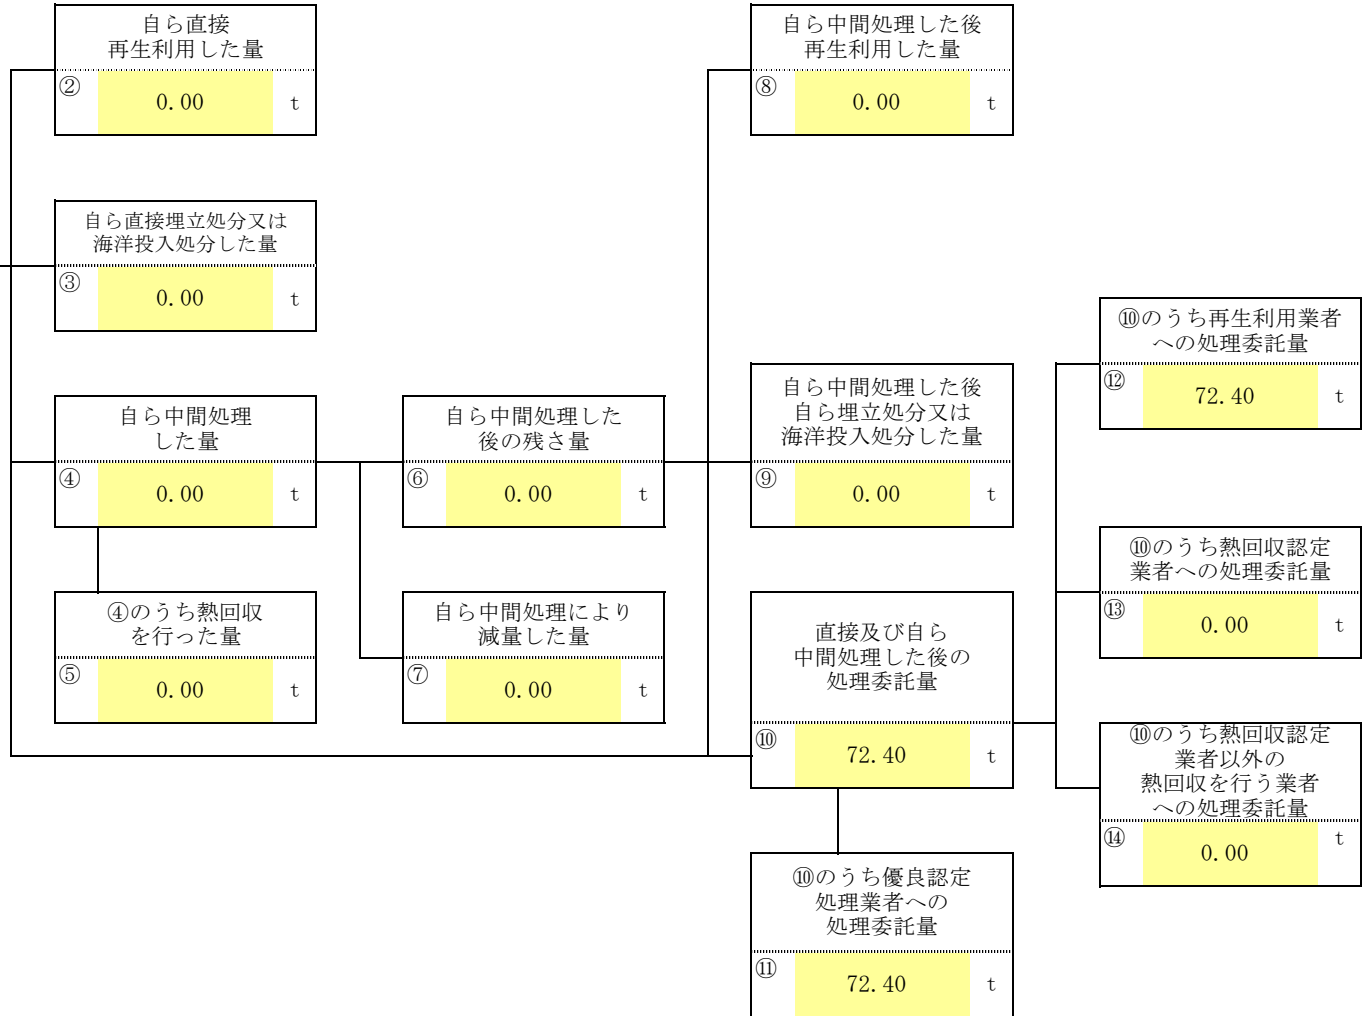 自ら直接
再生利用した量
②
0.00
t
自ら中間処理した後
再生利用した量
⑧
0.00
t
自ら直接埋立処分又は
海洋投入処分した量
③
0.00
t
⑩のうち再生利用業者
への処理委託量
⑫
72.40
t
自ら中間処理
した量
④
0.00
t
自ら中間処理した
後の残さ量
⑥
0.00
t
自ら中間処理した後
自ら埋立処分又は
海洋投入処分した量
⑨
0.00
t
⑩のうち熱回収認定
業者への処理委託量
⑬
0.00
t
④のうち熱回収
を行った量
⑤
0.00
t
自ら中間処理により
減量した量
⑦
0.00
t
直接及び自ら
中間処理した後の
処理委託量
⑩
72.40
t
⑩のうち熱回収認定
業者以外の
熱回収を行う業者
への処理委託量
⑭
0.00
t
⑩のうち優良認定
処理業者への
処理委託量
⑪
72.40
t